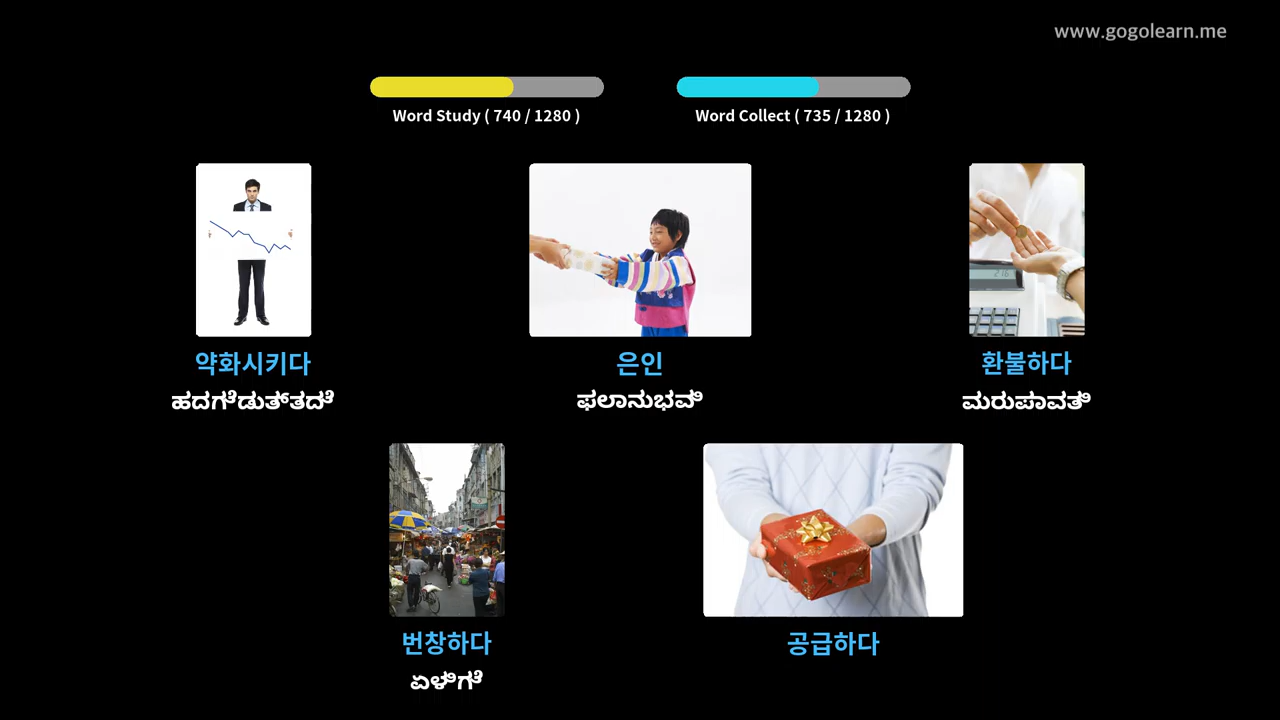 www.gogolearn.me
Word Study ( 740 / 1280 )
Word Collect ( 735 / 1280 )
약화시키다
ಹದಗೆಡುತ್ತದೆ
은인
ಫಲಾನುಭವಿ
환불하다
ಮರುಪಾವತಿ
번창하다
ಏಳಿಗೆ
공급하다